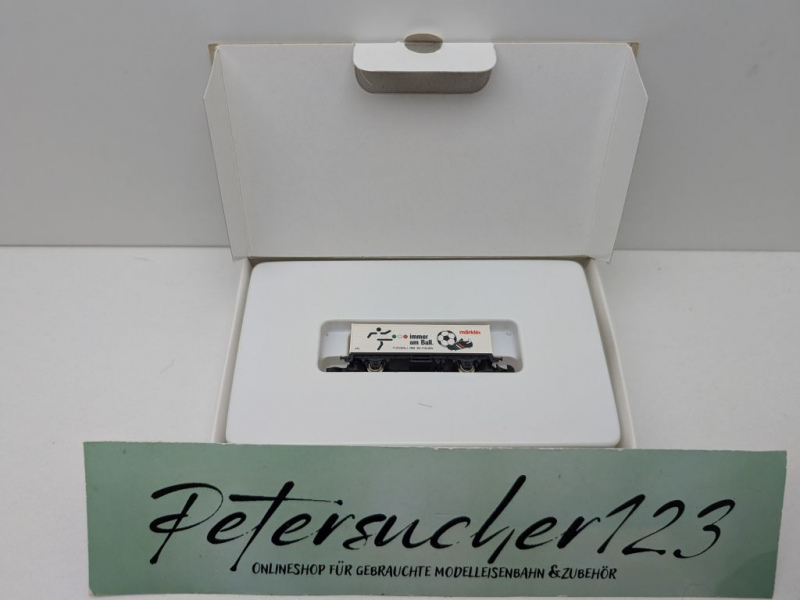 immer
am Ball.
märklin
Petersucher123
ONLINESHOP FÜR GEBRAUCHTE MODELLEISENBAHN & ZUBEHÖR